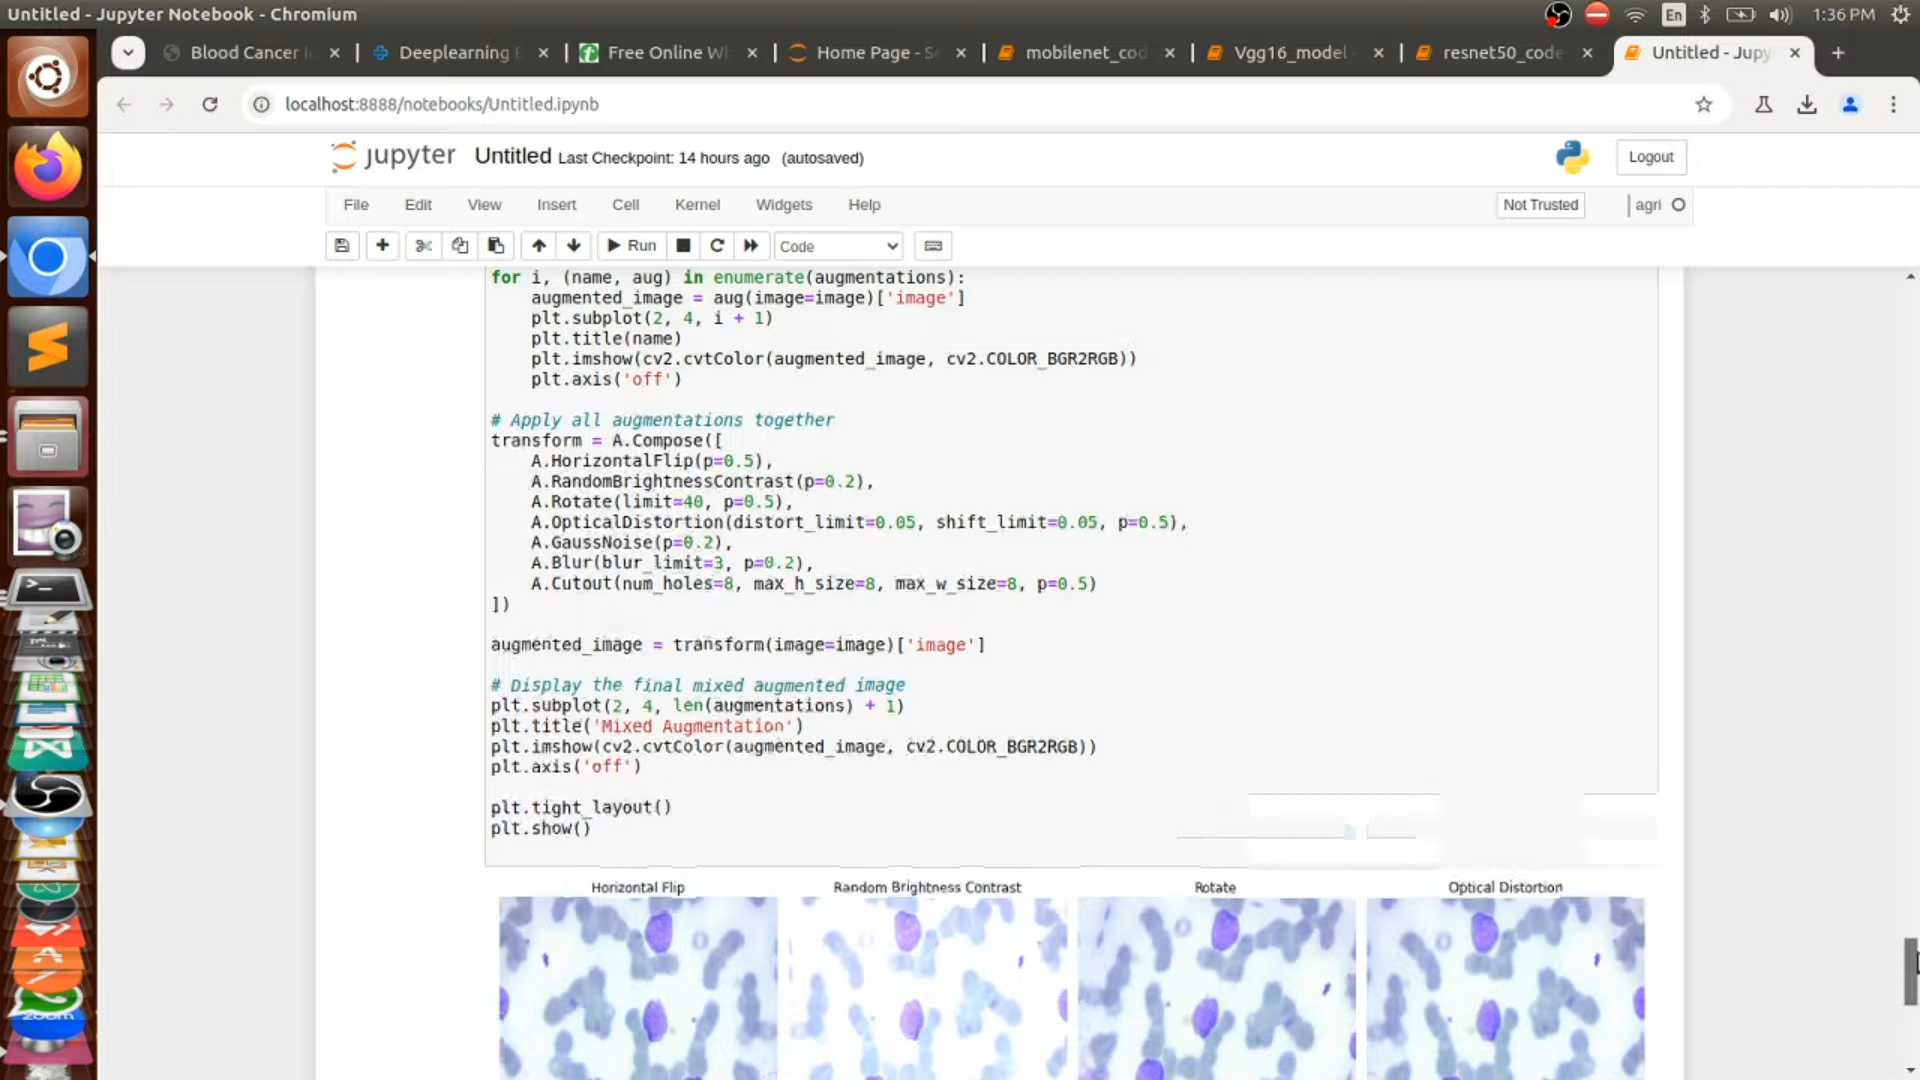 Untitled - Jupyter Notebook - Chromium
En
1:36 PM
Blood Cancer
Deeplearning
Free Online
Home Page - S
mobilenet_cod
Vgg16_model
resnet50_code
Untitled - Jupy
localhost:8888/notebooks/Untitled.ipynb
jupyter
Untitled Last Checkpoint: 14 hours ago (autosaved)
Logout
File Edit View Insert Cell Kernel Widgets Help
Not Trusted
agri
Run
Code
for i, (name, aug) in enumerate(augmentations):
augmented_image = aug(image=image)['image']
plt.subplot(2, 4, i + 1)
plt.title(name)
plt.imshow(cv2.cvtColor(augmented_image, cv2.COLOR_BGR2RGB))
plt.axis('off')
# Apply all augmentations together
transform = A.Compose([
A.HorizontalFlip(p=0.5),
A.RandomBrightnessContrast(p=0.2),
A.Rotate(limit=40, p=0.5),
A.OpticalDistortion(distort_limit=0.05, shift_limit=0.05, p=0.5),
A.GaussNoise(p=0.2),
A.Blur(blur_limit=3, p=0.2),
A.Cutout(num_holes=8, max_h_size=8, max_w_size=8, p=0.5)
])
augmented_image = transform(image=image)['image']
# Display the final mixed augmented image
plt.subplot(2, 4, len(augmentations) + 1)
plt.title('Mixed Augmentation')
plt.imshow(cv2.cvtColor(augmented_image, cv2.COLOR_BGR2RGB))
plt.axis('off')
plt.tight_layout()
plt.show()
Horizontal Flip
Random Brightness Contrast
Rotate
Optical Distortion
zoom